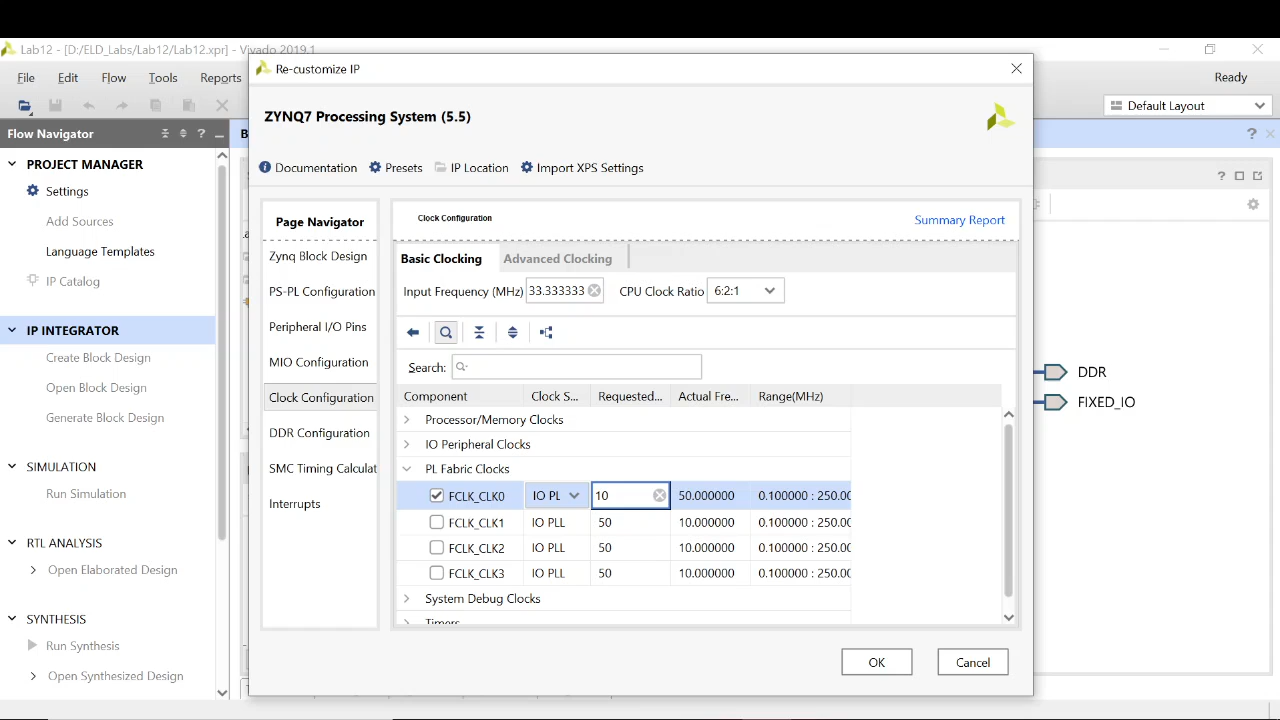 Lab12 - [D:/ELD_Labs/Lab12/Lab12.xpr] - Vivado 2019.1
File Edit Flow Tools Reports
Ready
Default Layout
Flow Navigator
PROJECT MANAGER
Settings
Add Sources
Language Templates
IP Catalog
IP INTEGRATOR
Create Block Design
Open Block Design
Generate Block Design
SIMULATION
Run Simulation
RTL ANALYSIS
Open Elaborated Design
SYNTHESIS
Run Synthesis
Open Synthesized Design
Re-customize IP
ZYNQ7 Processing System (5.5)
Documentation Presets IP Location Import XPS Settings
Page Navigator
Zynq Block Design
PS-PL Configuration
Peripheral I/O Pins
MIO Configuration
Clock Configuration
DDR Configuration
SMC Timing Calculat
Interrupts
Clock Configuration
Summary Report
Basic Clocking Advanced Clocking
Input Frequency (MHz) 33.333333 CPU Clock Ratio 6:2:1
Search:
Component Clock S... Requested... Actual Fre... Range(MHz)
Processor/Memory Clocks
IO Peripheral Clocks
PL Fabric Clocks
FCLK_CLK0 IO PL 10 50.000000 0.100000 : 250.00
FCLK_CLK1 IO PLL 50 10.000000 0.100000 : 250.00
FCLK_CLK2 IO PLL 50 10.000000 0.100000 : 250.00
FCLK_CLK3 IO PLL 50 10.000000 0.100000 : 250.00
System Debug Clocks
Timers
OK Cancel
DDR
FIXED_IO